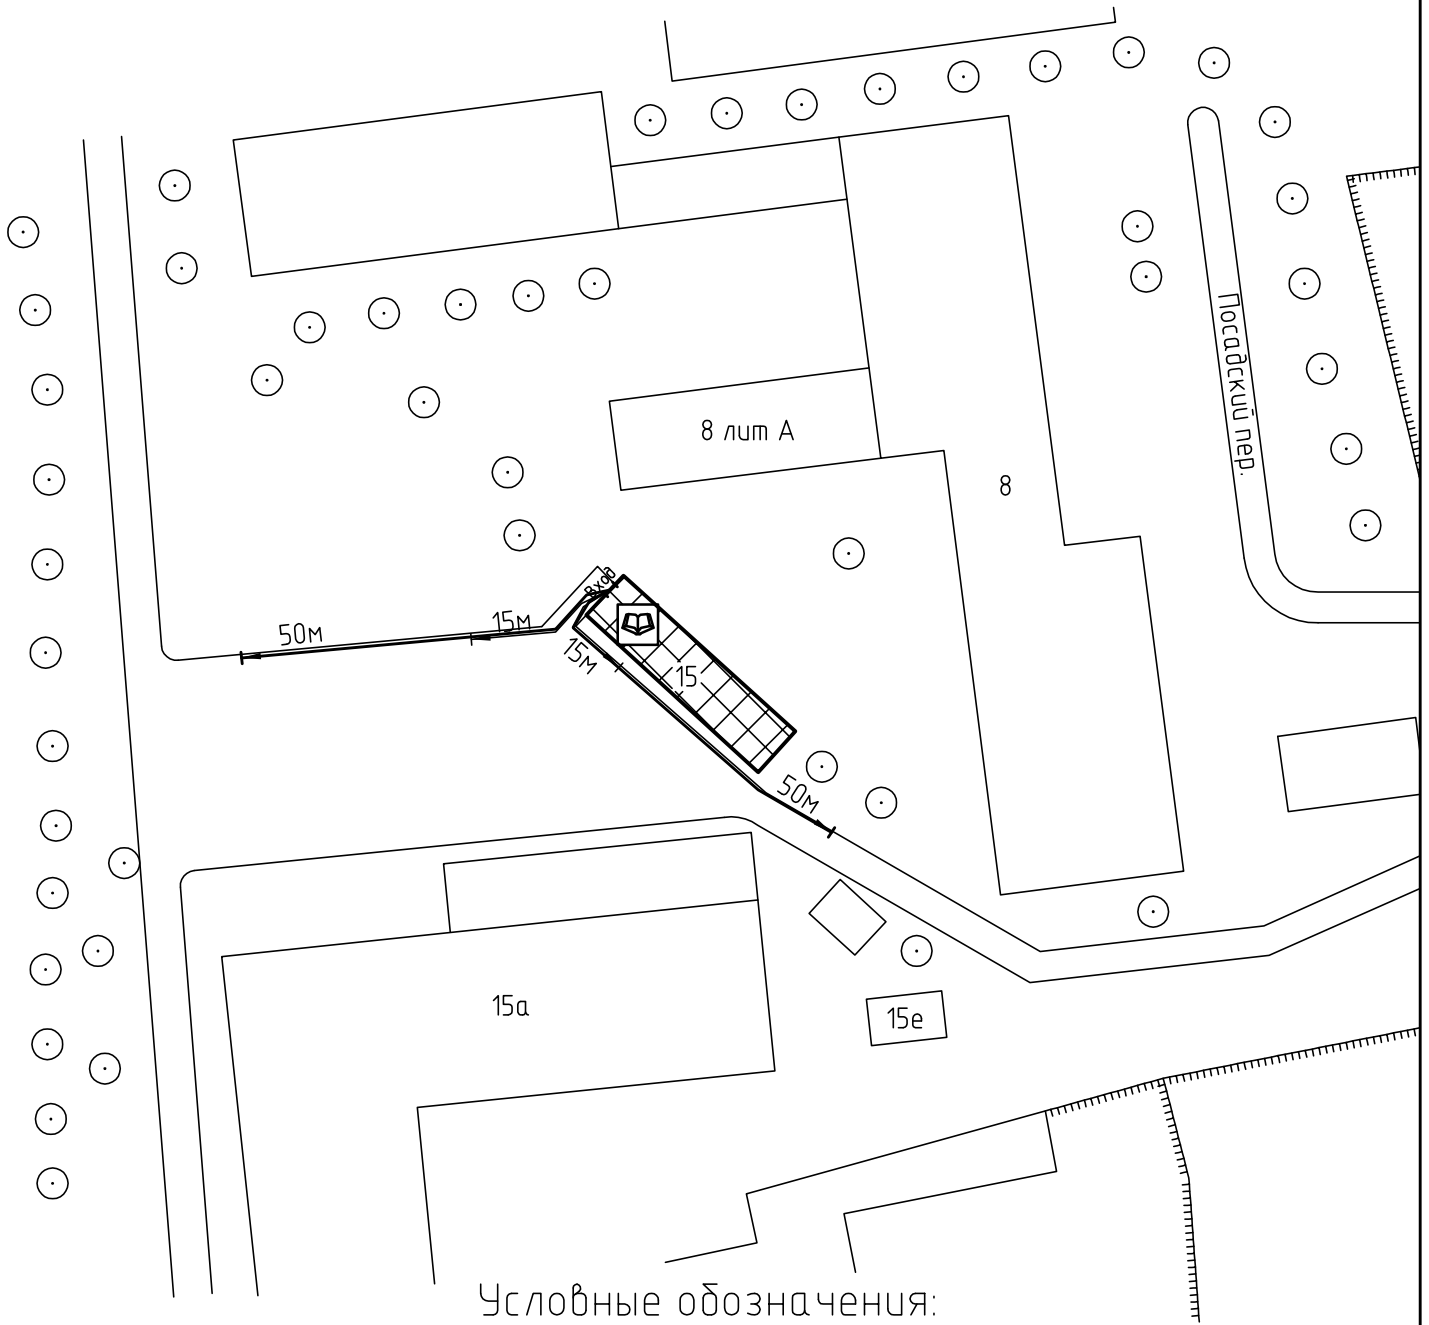 8 лит А
8
Посадский пер.
Вход
15м
50м
15м
15
50м
15а
15е
Условные обозначения: